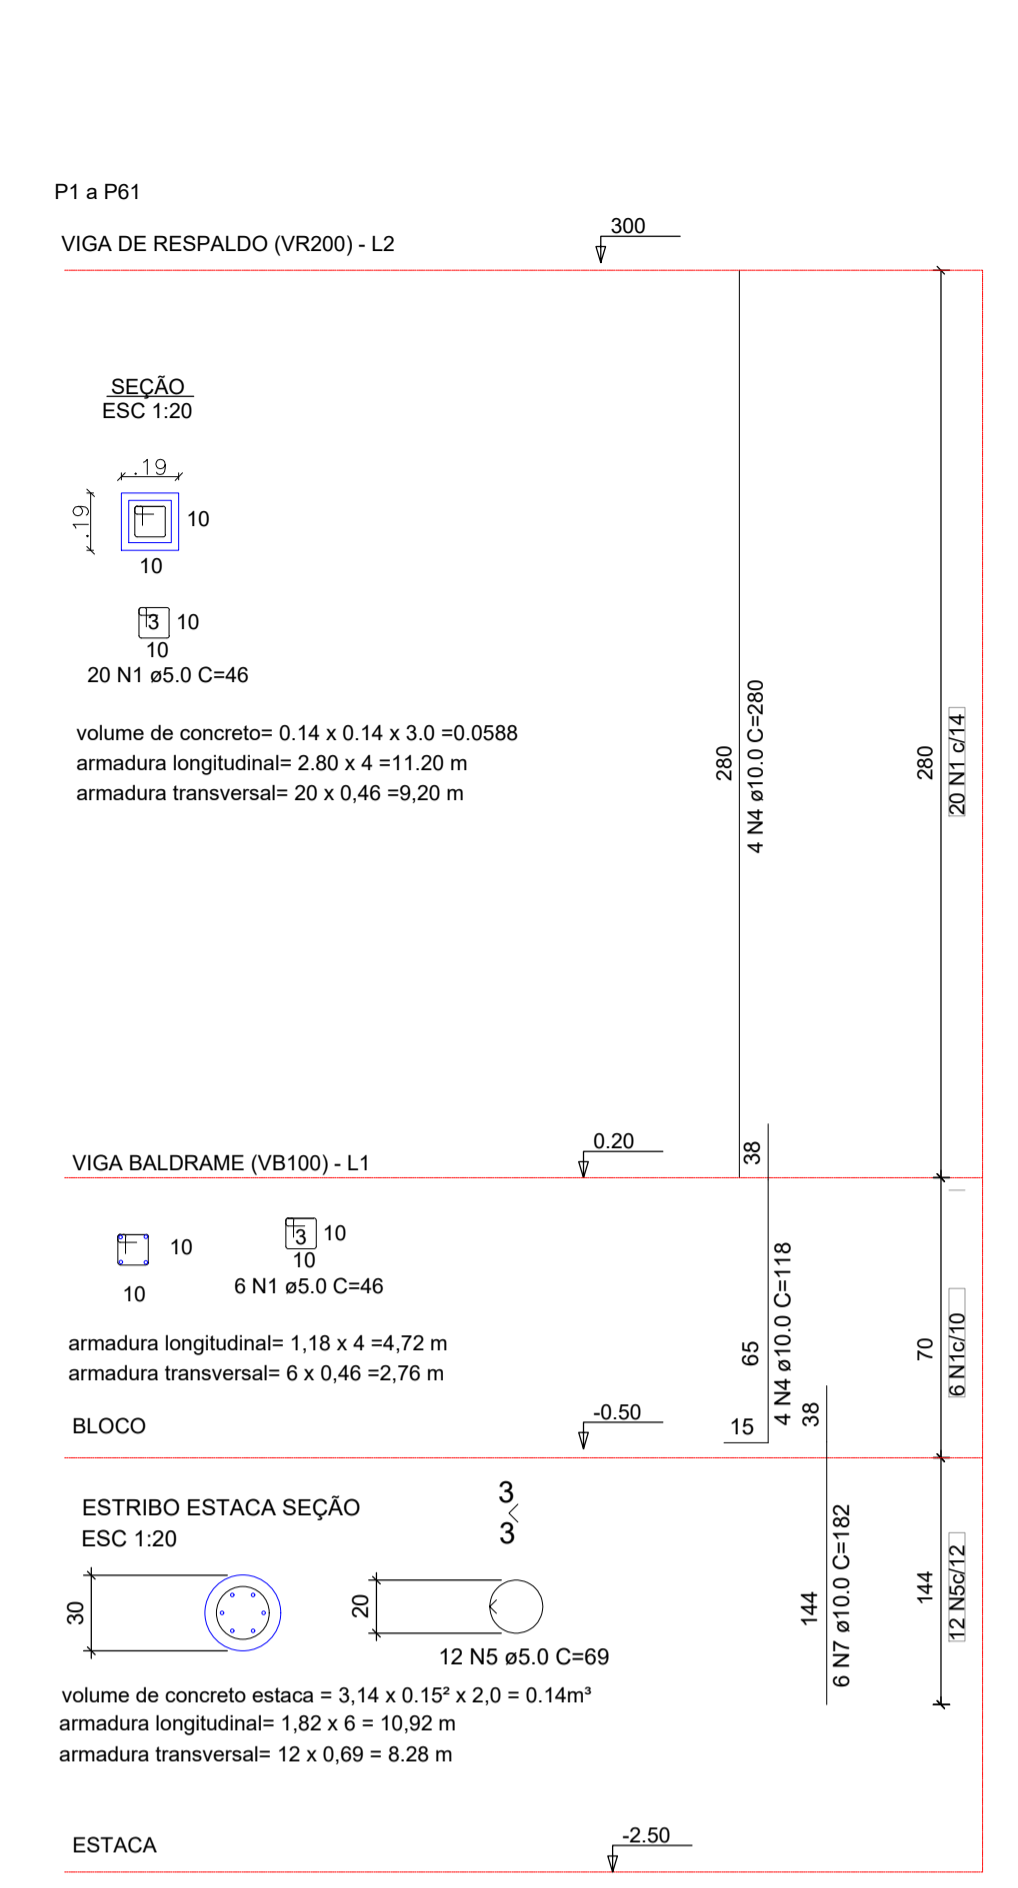 P1 a P61
VIGA DE RESPALDO (VR200) - L2
300
SEÇÃO
ESC 1:20
.19
.19
10
10
3
10
10
20 N1 ø5.0 C=46
volume de concreto= 0.14 x 0.14 x 3.0 =0.0588
armadura longitudinal= 2.80 x 4 =11.20 m
armadura transversal= 20 x 0,46 =9,20 m
280
4 N4 ø10.0 C=280
280
20 N1 c/14
VIGA BALDRAME (VB100) - L1
0.20
38
10
10
3
10
10
6 N1 ø5.0 C=46
armadura longitudinal= 1,18 x 4 =4,72 m
armadura transversal= 6 x 0,46 =2,76 m
65
4 N4 ø10.0 C=118
70
6 N1c/10
BLOCO
-0.50
15
38
ESTRIBO ESTACA SEÇÃO
ESC 1:20
3
3
30
20
12 N5 ø5.0 C=69
144
6 N7 ø10.0 C=182
144
12 N5c/12
volume de concreto estaca = 3,14 x 0.15² x 2,0 = 0.14m³
armadura longitudinal= 1,82 x 6 = 10,92 m
armadura transversal= 12 x 0,69 = 8.28 m
ESTACA
-2.50